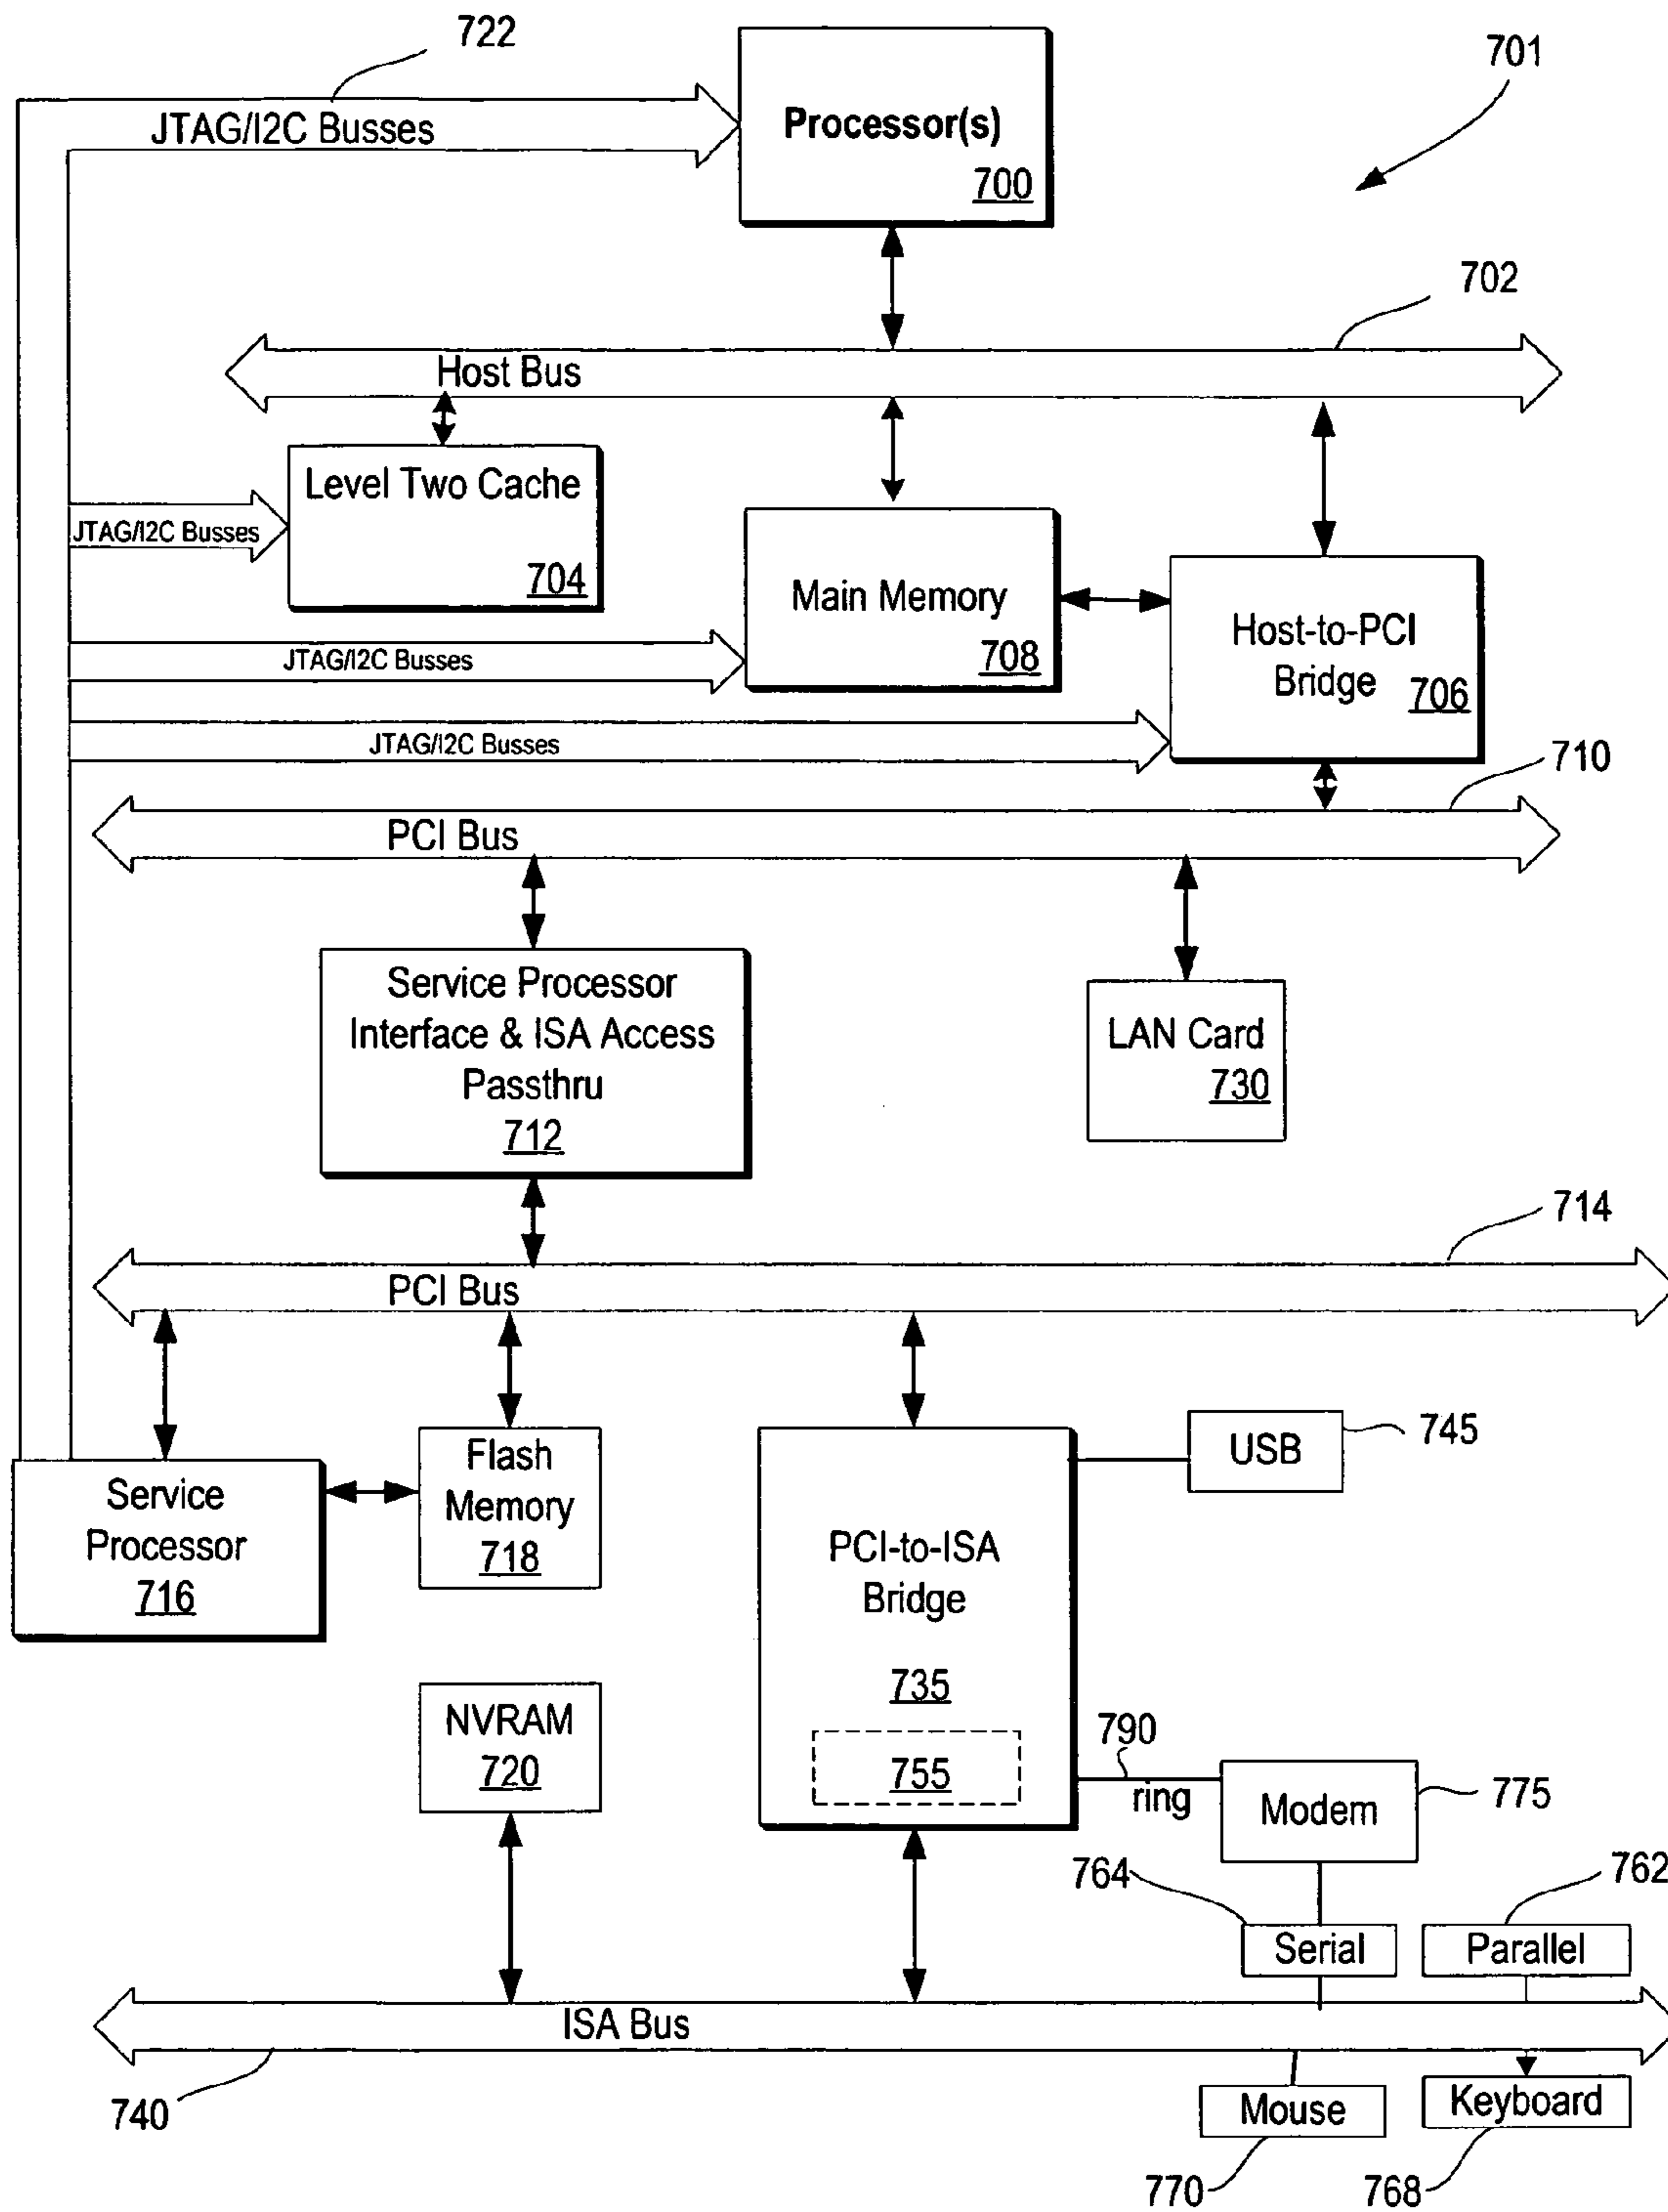 722
701
JTAG/I2C Busses
Processor(s)
700
702
Host Bus
Level Two Cache
704
JTAG/I2C Busses
Main Memory
708
Host-to-PCI
Bridge
706
JTAG/I2C Busses
JTAG/I2C Busses
710
PCI Bus
Service Processor
Interface & ISA Access
Passthru
712
LAN Card
730
714
PCI Bus
Service
Processor
716
Flash
Memory
718
PCI-to-ISA
Bridge
735
755
USB
745
NVRAM
720
790
ring
Modem
775
764
762
Serial
Parallel
ISA Bus
740
Mouse
Keyboard
770
768